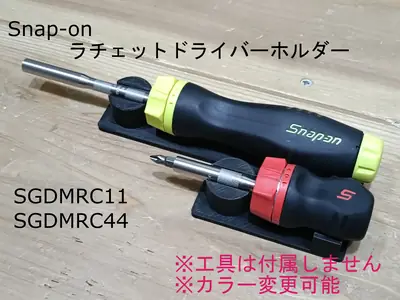 Snap-on
ラチェットドライバーホルダー
Snap-on
S
SGDMRC11
SGDMRC44
※工具は付属しません
※カラー変更可能